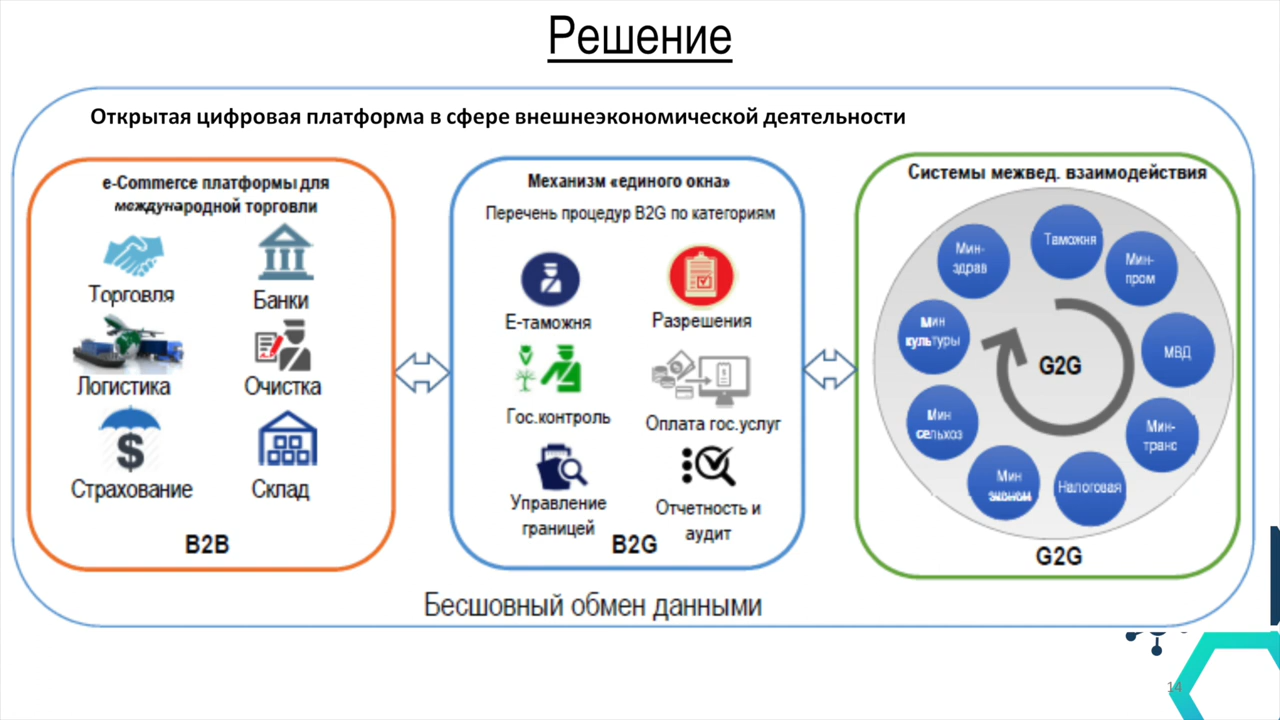 Решение
Открытая цифровая платформа в сфере внешнеэкономической деятельности
e-Commerce платформы для
международной торговли
Торговля
Банки
Логистика
Очистка
Страхование
Склад
B2B
Механизм «единого окна»
Перечень процедур B2G по категориям
Е-таможня
Разрешения
Гос.контроль
Оплата гос.услуг
Управление
границей
Отчетность и
аудит
B2G
Системы межвед. взаимодействия
Таможня
Мин-
пром
МВД
Мин-
транс
Налоговая
Мин
эконом
Мин
сельхоз
Мин
культуры
Мин-
здрав
G2G
G2G
Бесшовный обмен данными
14